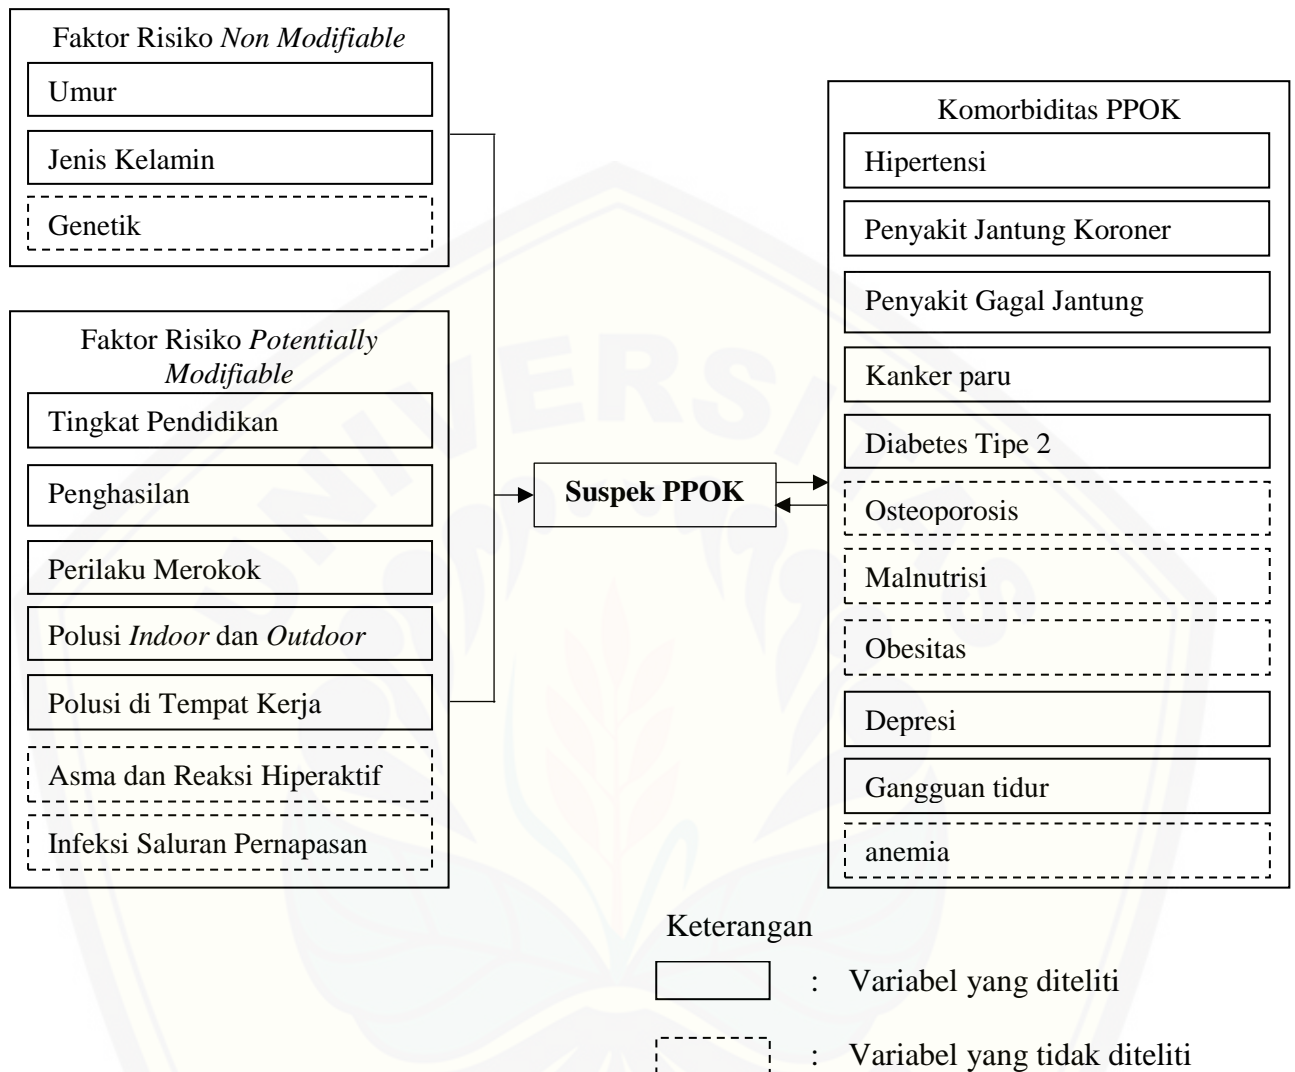 Faktor Risiko Non Modifiable
Umur
Jenis Kelamin
Genetik
Faktor Risiko Potentially
Modifiable
Tingkat Pendidikan
Penghasilan
Perilaku Merokok
Polusi Indoor dan Outdoor
Polusi di Tempat Kerja
Asma dan Reaksi Hiperaktif
Infeksi Saluran Pernapasan
Suspek PPOK
Komorbiditas PPOK
Hipertensi
Penyakit Jantung Koroner
Penyakit Gagal Jantung
Kanker paru
Diabetes Tipe 2
Osteoporosis
Malnutrisi
Obesitas
Depresi
Gangguan tidur
anemia
Keterangan
: Variabel yang diteliti
: Variabel yang tidak diteliti
UNIVERSITAS